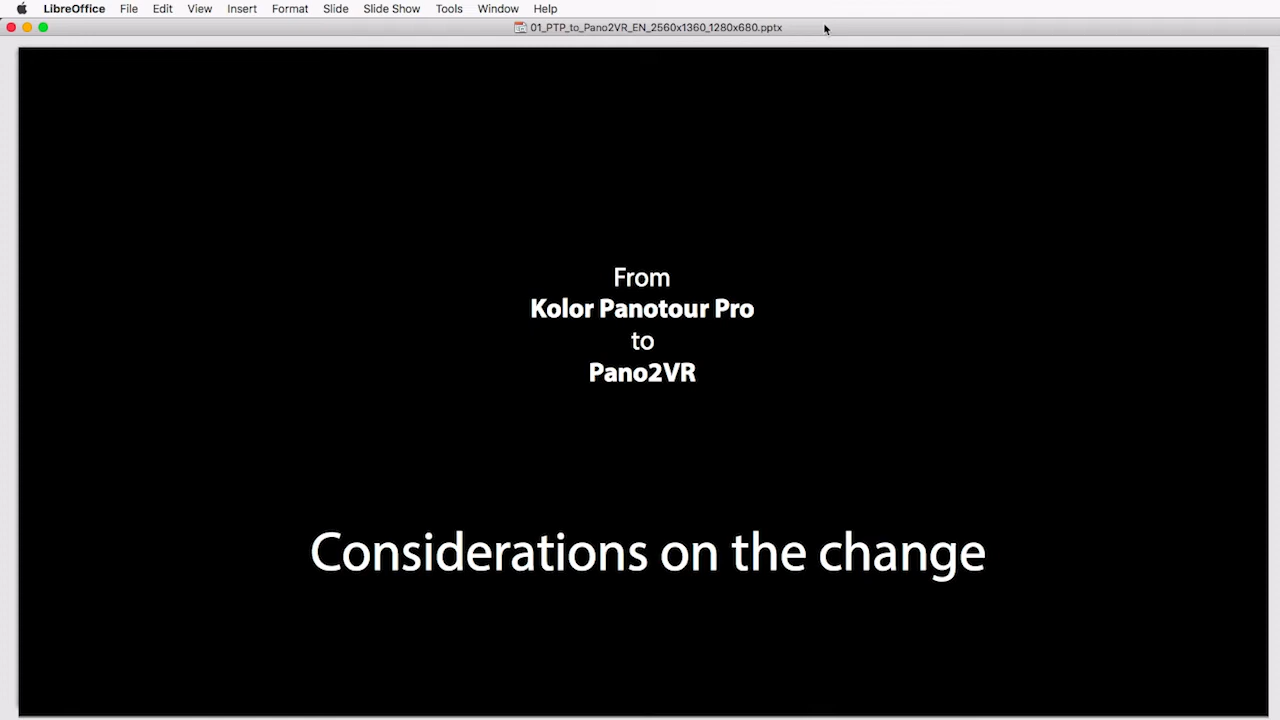 LibreOffice File Edit View Insert Format Slide Slide Show Tools Window Help
01_PTP_to_Pano2VR_EN_2560x1360_1280x680.pptx
From
Kolor Panotour Pro
to
Pano2VR
Considerations on the change